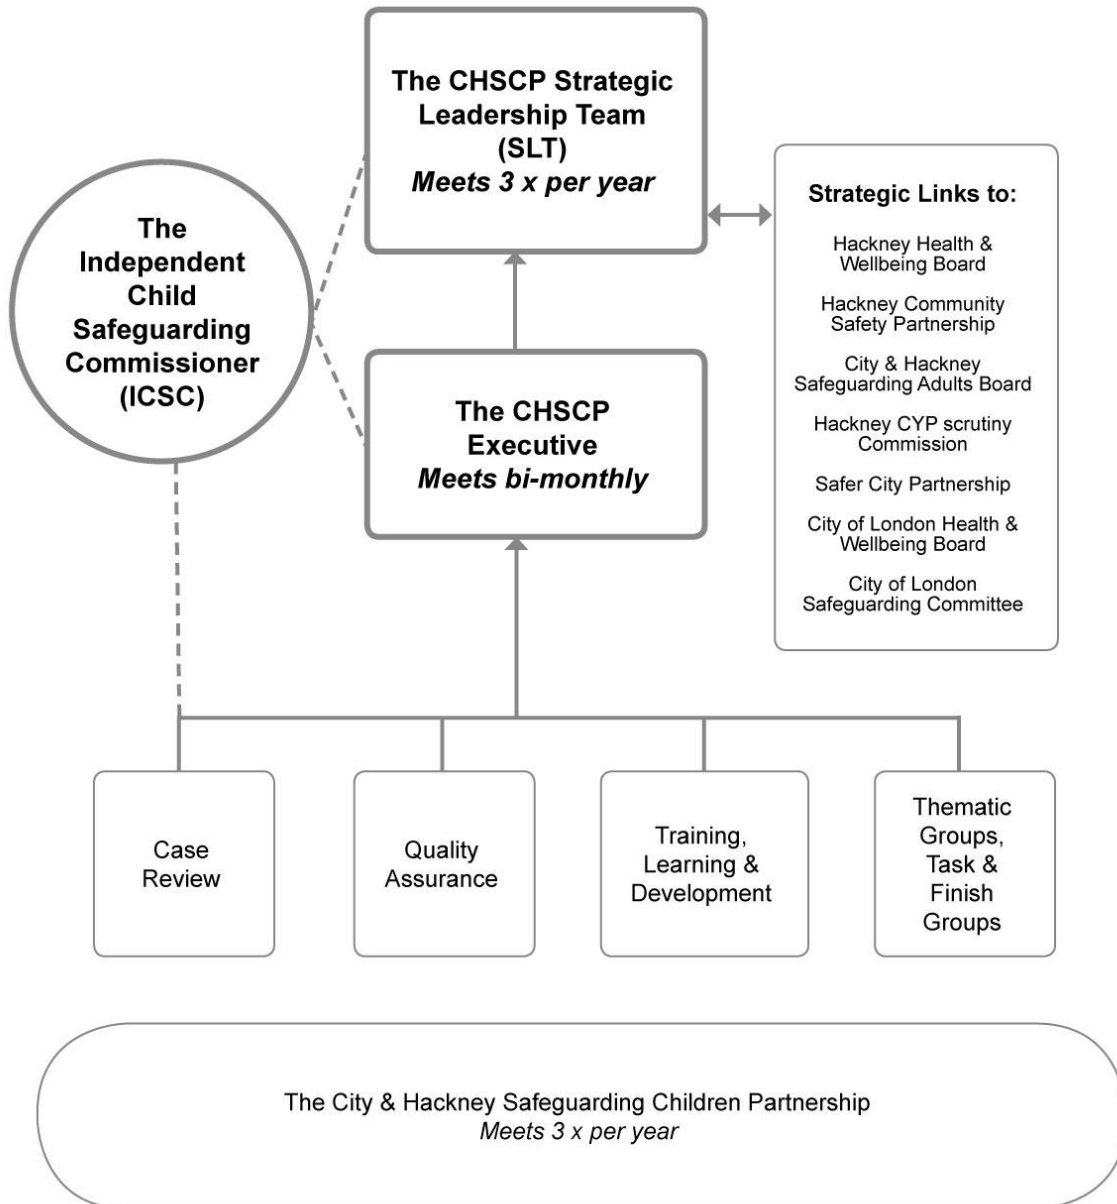 The CHSCP Strategic
Leadership Team
(SLT)
Meets 3 x per year
The
Independent
Child
Safeguarding
Commissioner
(ICSC)
Strategic Links to:
Hackney Health &
Wellbeing Board
Hackney Community
Safety Partnership
City & Hackney
Safeguarding Adults Board
Hackney CYP scrutiny
Commission
Safer City Partnership
City of London Health &
Wellbeing Board
City of London
Safeguarding Committee
The CHSCP
Executive
Meets bi-monthly
Case
Review
Quality
Assurance
Training,
Learning &
Development
Thematic
Groups,
Task &
Finish
Groups
The City & Hackney Safeguarding Children Partnership
Meets 3 x per year